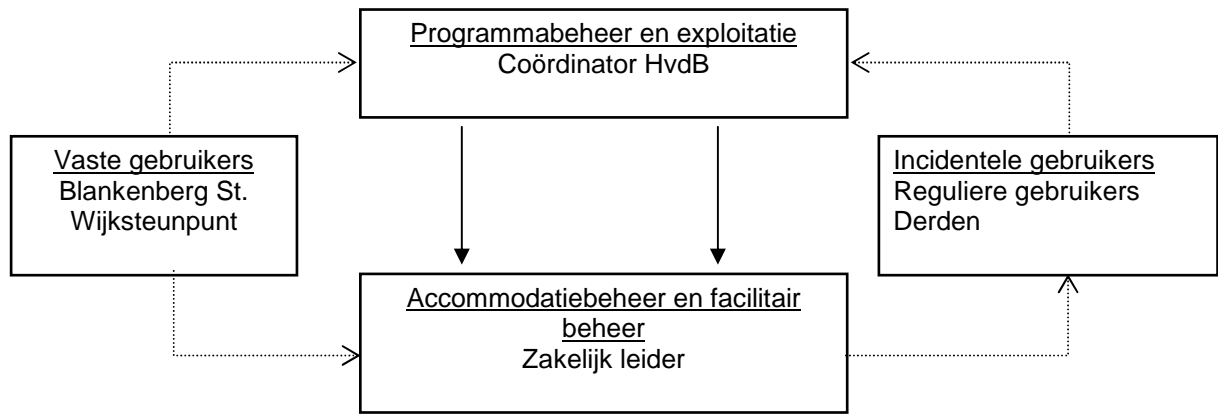 Programmabeheer en exploitatie
Coördinator HvdB
Vaste gebruikers
Blankenberg St.
Wijksteunpunt
Incidentele gebruikers
Reguliere gebruikers
Derden
Accommodatiebeheer en facilitair
beheer
Zakelijk leider